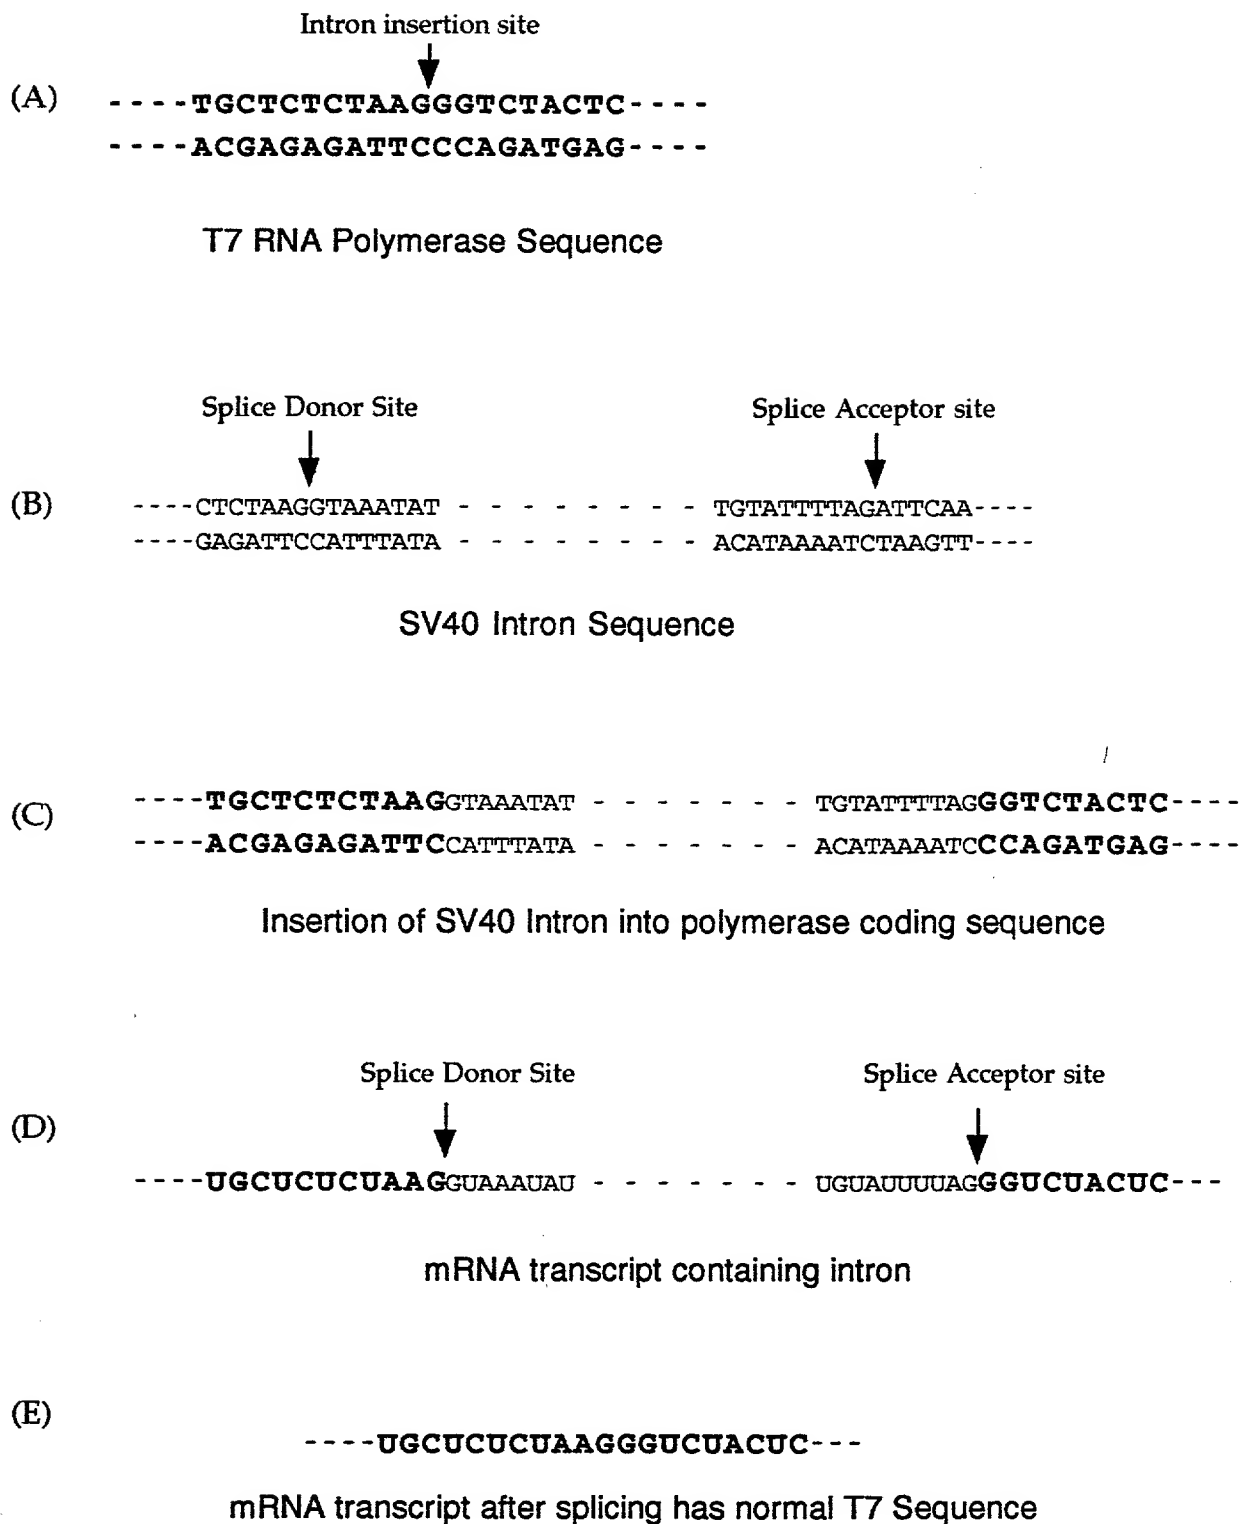 Intron insertion site
(A) ----TGCTCTCTAAGGGTCTACTC----
----ACGAGAGATTCCCAGATGAG----
T7 RNA Polymerase Sequence
Splice Donor Site Splice Acceptor site
(B) ----CTCTAAGGTAAATAT - - - - - - - - TGTATTTTAGATTCAA----
----GAGATTCCATTTATA - - - - - - - - ACATAAAATCTAAGTT----
SV40 Intron Sequence
(C) ----TGCTCTCTAAGGTAAATAT - - - - - - - TGTATTTTAGGGTCTACTC----
----ACGAGAGATTCCATTTATA - - - - - - - ACATAAAATCCCAGATGAG----
Insertion of SV40 Intron into polymerase coding sequence
Splice Donor Site Splice Acceptor site
(D) ----UGCUCUCUAAGGUAAAUAU - - - - - - - UGUAUUUUAGGGUCUACUC---
mRNA transcript containing intron
(E) ----UGCUCUCUAAGGGUCUACUC---
mRNA transcript after splicing has normal T7 Sequence